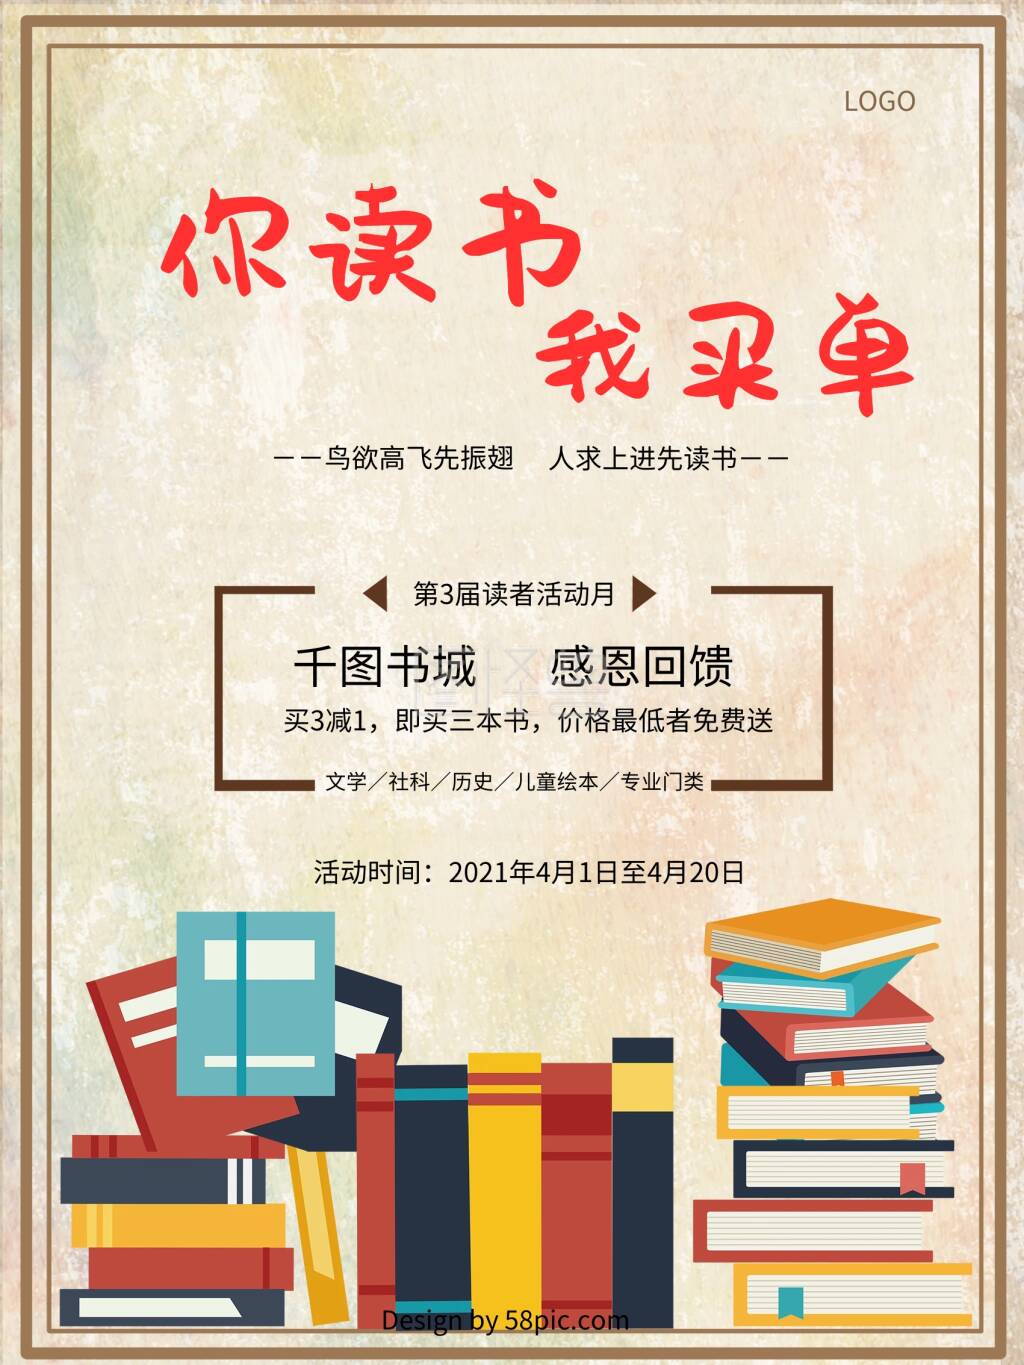 LOGO
你读书
我买单
——鸟欲高飞先振翅 人求上进先读书——
第3届读者活动月
千图书城 感恩回馈
买3减1，即买三本书，价格最低者免费送
文学／社科／历史／儿童绘本／专业门类
活动时间：2021年4月1日至4月20日
Design by 58pic.com